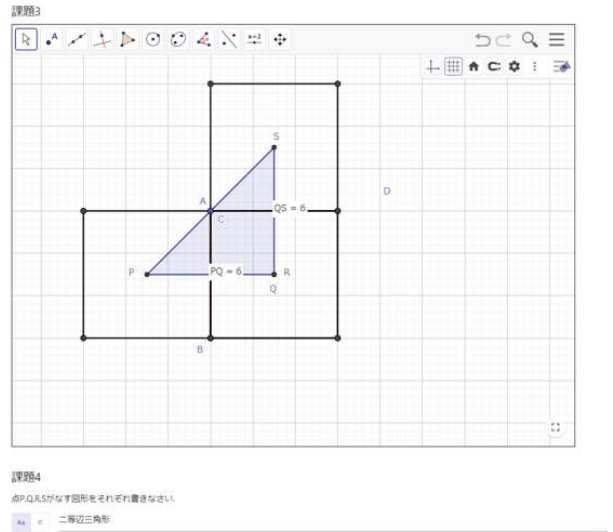 課題3
S
A
D
C
QS = 6
P
PQ = 6
R
Q
B
課題4
点P,Q,R,Sがなす図形をそれぞれ書きなさい.
二等辺三角形